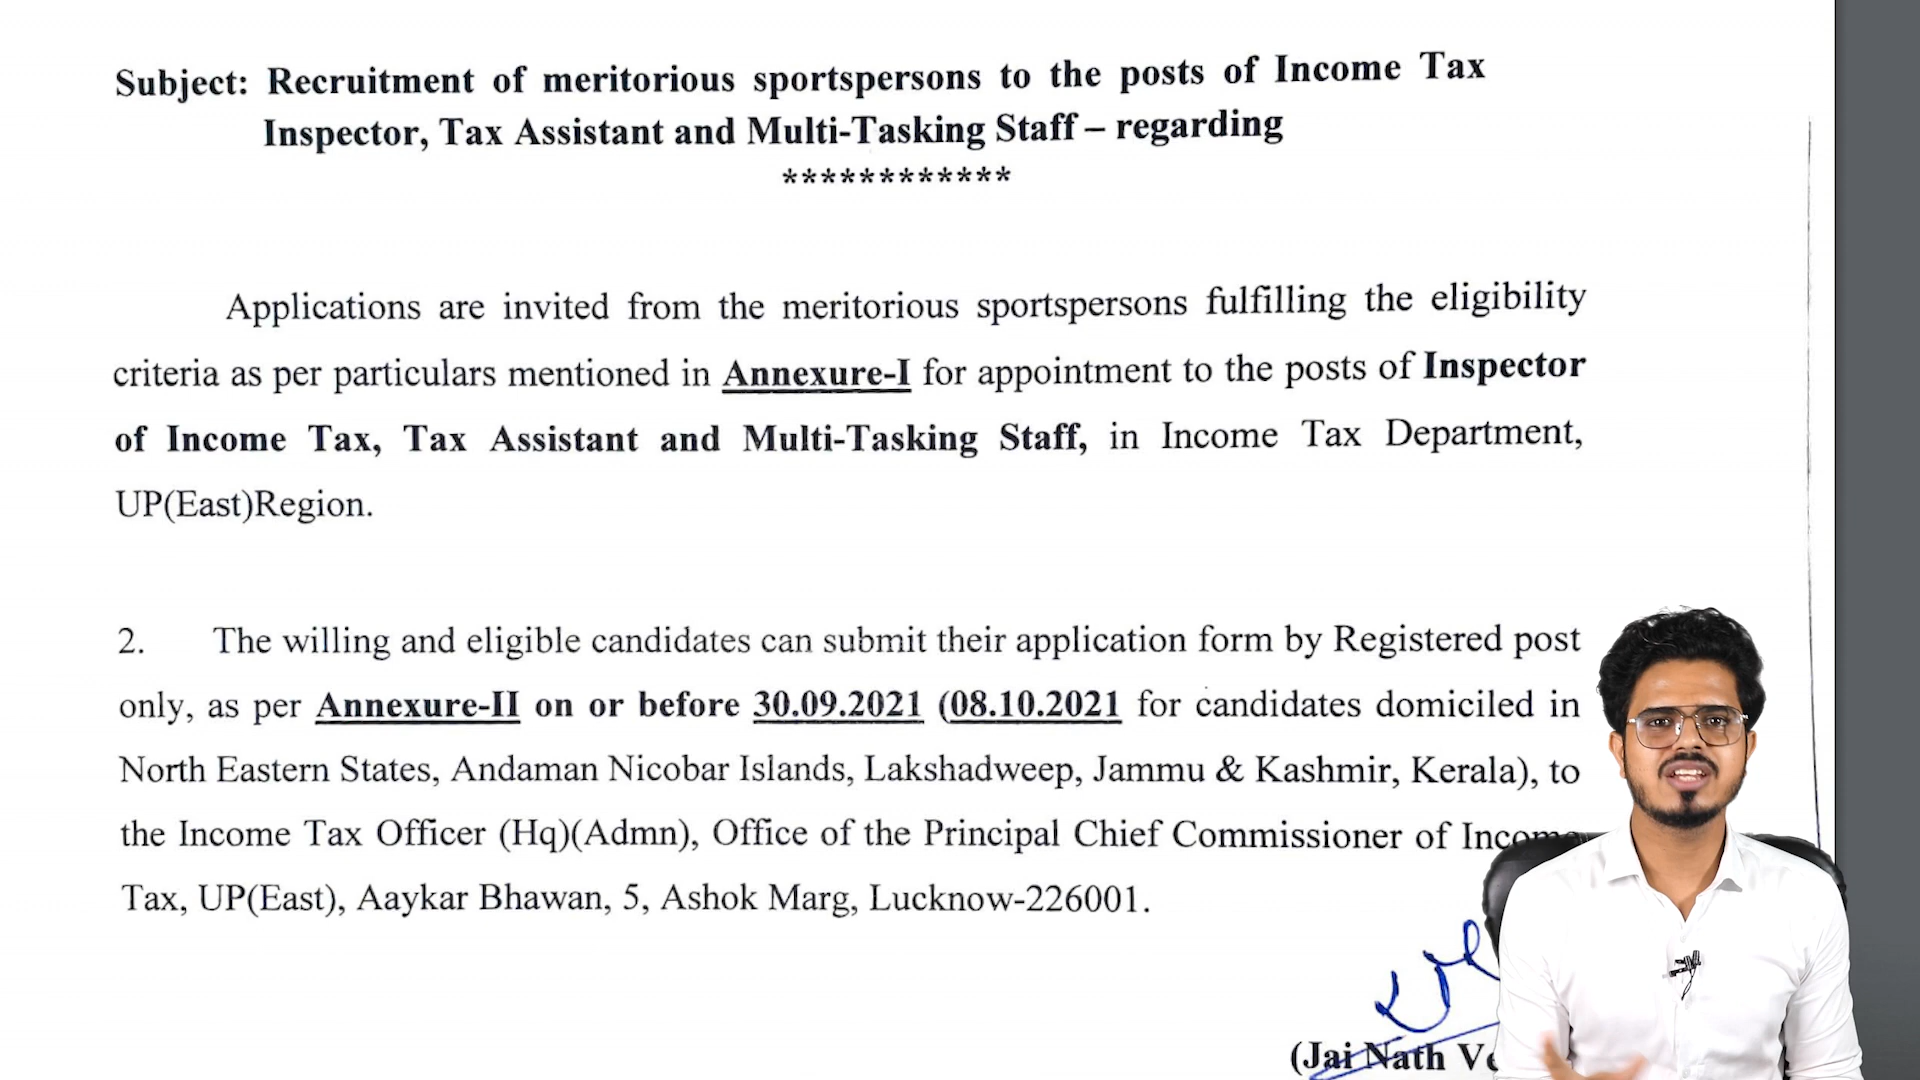 Subject: Recruitment of meritorious sportspersons to the posts of Income Tax
Inspector, Tax Assistant and Multi-Tasking Staff – regarding
************
Applications are invited from the meritorious sportspersons fulfilling the eligibility
criteria as per particulars mentioned in Annexure-I for appointment to the posts of Inspector
of Income Tax, Tax Assistant and Multi-Tasking Staff, in Income Tax Department,
UP(East)Region.
2. The willing and eligible candidates can submit their application form by Registered post
only, as per Annexure-II on or before 30.09.2021 (08.10.2021 for candidates domiciled in
North Eastern States, Andaman Nicobar Islands, Lakshadweep, Jammu & Kashmir, Kerala), to
the Income Tax Officer (Hq)(Admn), Office of the Principal Chief Commissioner of Income
Tax, UP(East), Aaykar Bhawan, 5, Ashok Marg, Lucknow-226001.
(Jai Nath